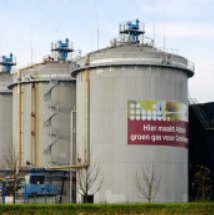 Hier maakt
groen gas voor